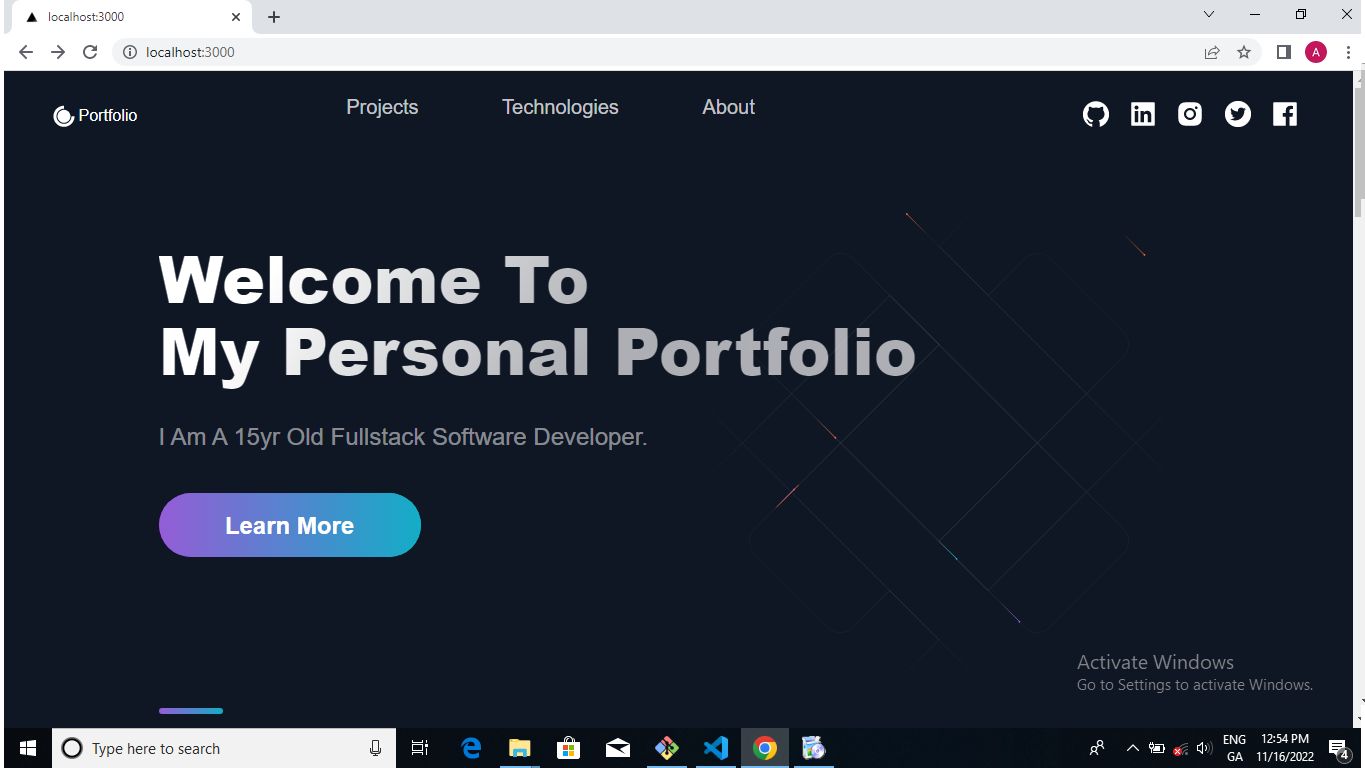 localhost:3000
localhost:3000
A
Portfolio
Projects
Technologies
About
Welcome To
My Personal Portfolio
I Am A 15yr Old Fullstack Software Developer.
Learn More
Activate Windows
Go to Settings to activate Windows.
Type here to search
ENG
GA
12:54 PM
11/16/2022
4